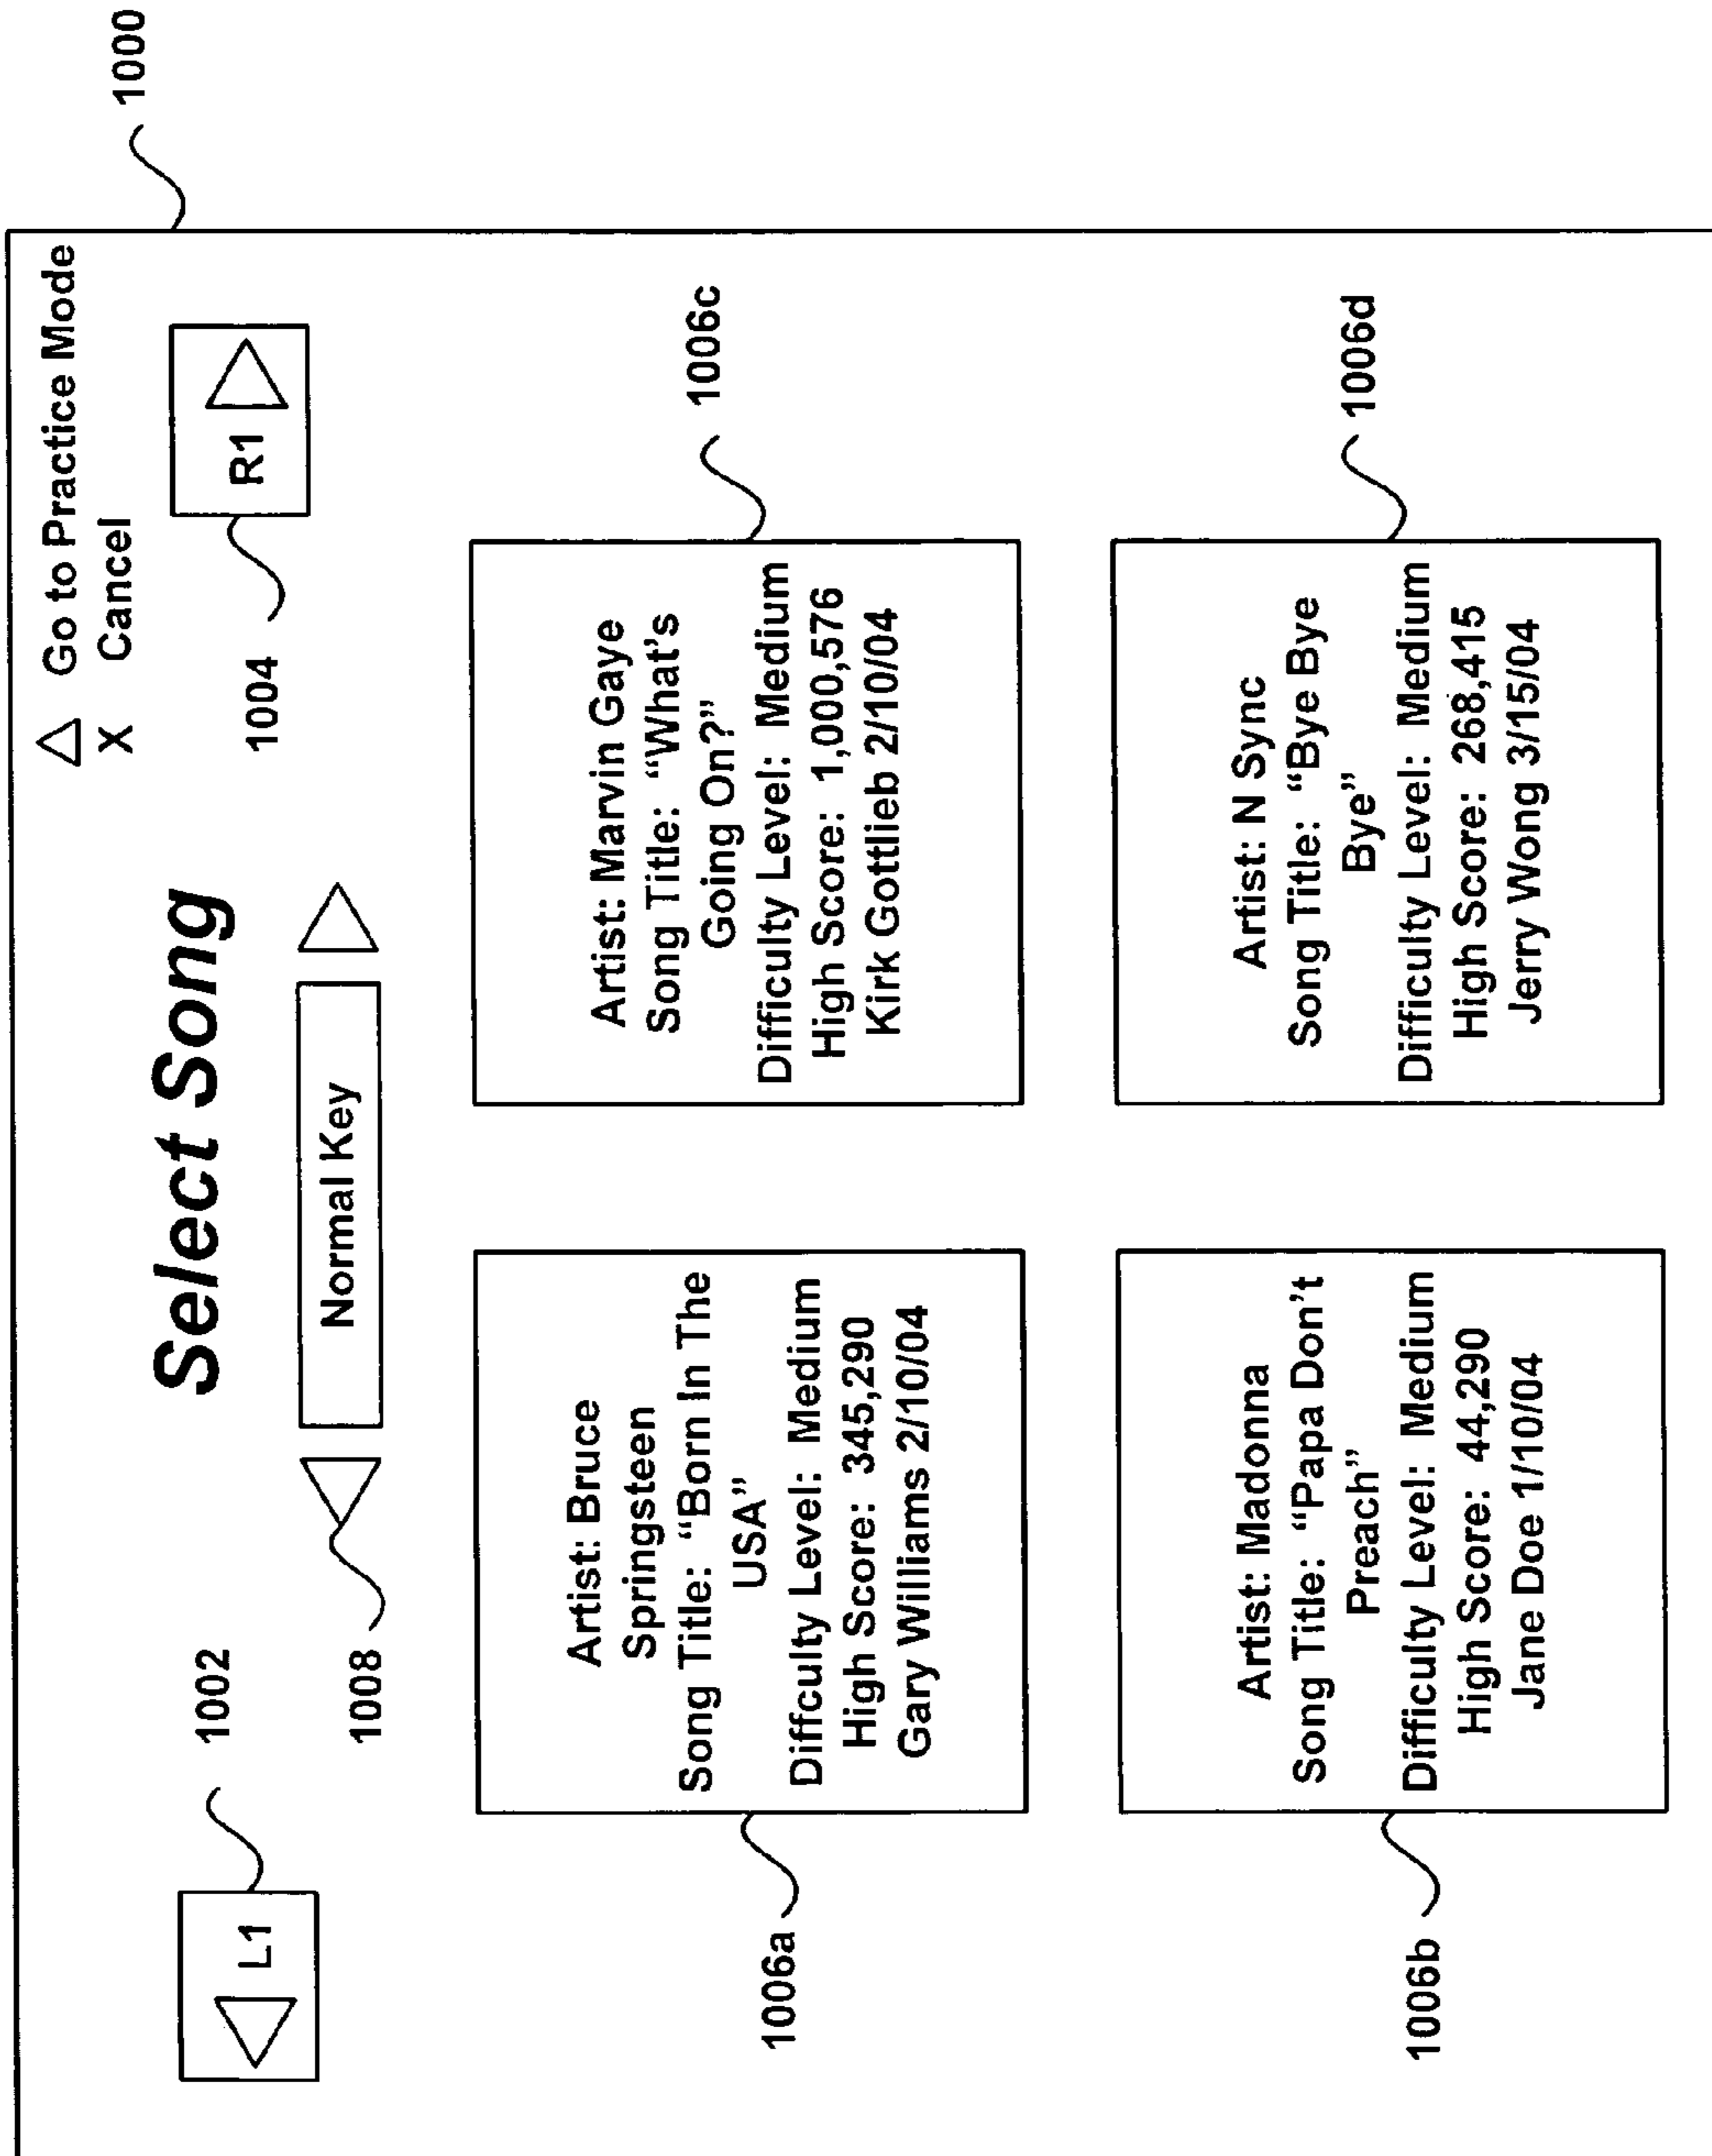 1000
△ Go to Practice Mode
X Cancel
1002
L1
Select Song
1004
R1
1008
Normal Key
1006a
Artist: Bruce
Springsteen
Song Title: “Born In The
USA”
Diffculty Level: Medium
High Score: 345,290
Gary Williams 2/10/04
1006c
Artist: Marvin Gaye
Song Title: “What’s
Going On?”
Difficulty Level: Medium
High Score: 1,000,576
Kirk Gottlieb 2/10/04
1006b
Artist: Madonna
Song Title: “Papa Don’t
Preach”
Difficulty Level: Medium
High Score: 44,290
Jane Doe 1/10/04
1006d
Artist: N Sync
Song Title: “Bye Bye
Bye”
Difficulty Level: Medium
High Score: 268,415
Jerry Wong 3/15/04